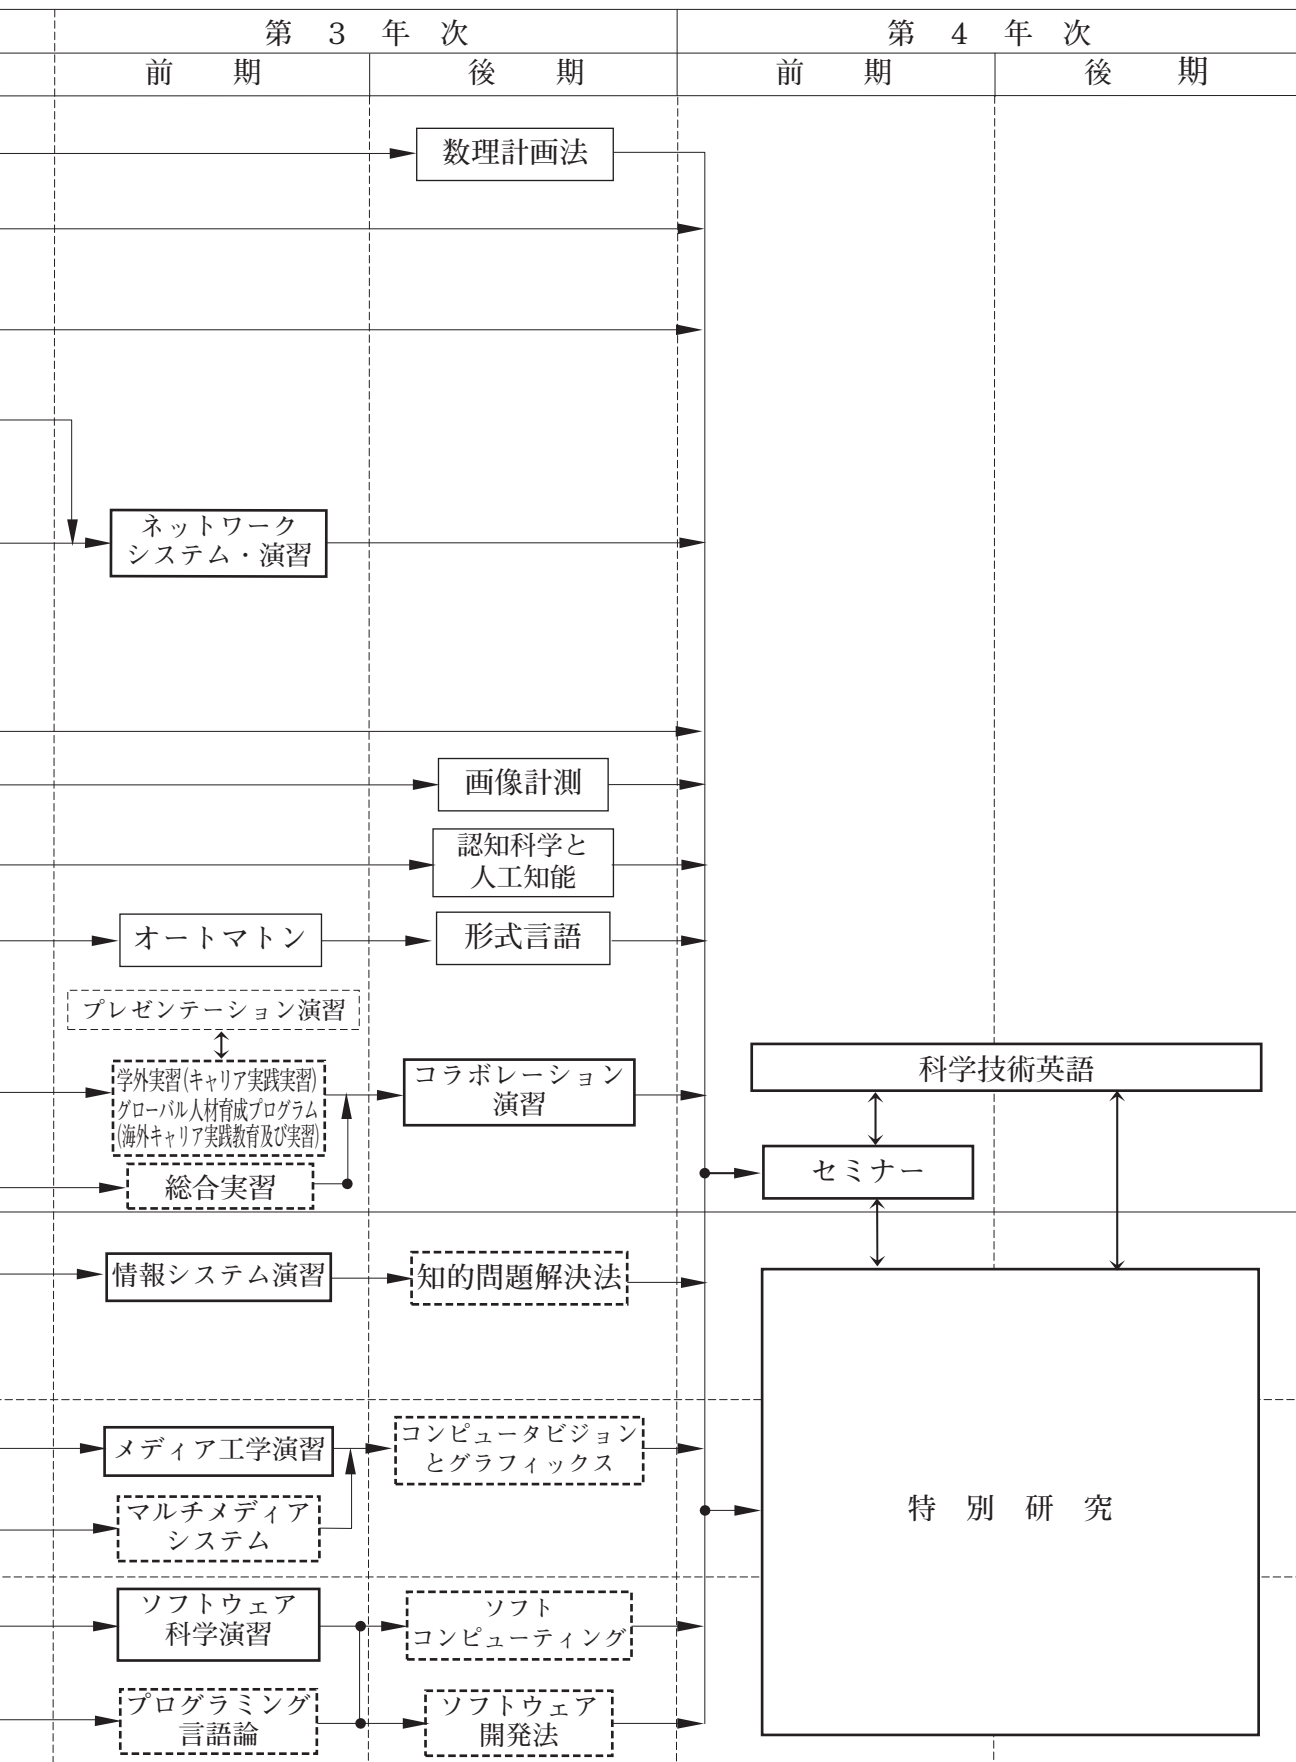 第 3 年 次
第 4 年 次
前 期
後 期
前 期
後 期
数理計画法
ネットワーク
システム・演習
画像計測
認知科学と
人工知能
オートマトン
形式言語
プレゼンテーション演習
学外実習(キャリア実践実習)
グローバル人材育成プログラム
(海外キャリア実践教育及び実習)
コラボレーション
演習
科学技術英語
総合実習
セミナー
情報システム演習
知的問題解決法
メディア工学演習
コンピュータビジョン
とグラフィックス
マルチメディア
システム
特 別 研 究
ソフトウェア
科学演習
ソフト
コンピューティング
プログラミング
言語論
ソフトウェア
開発法